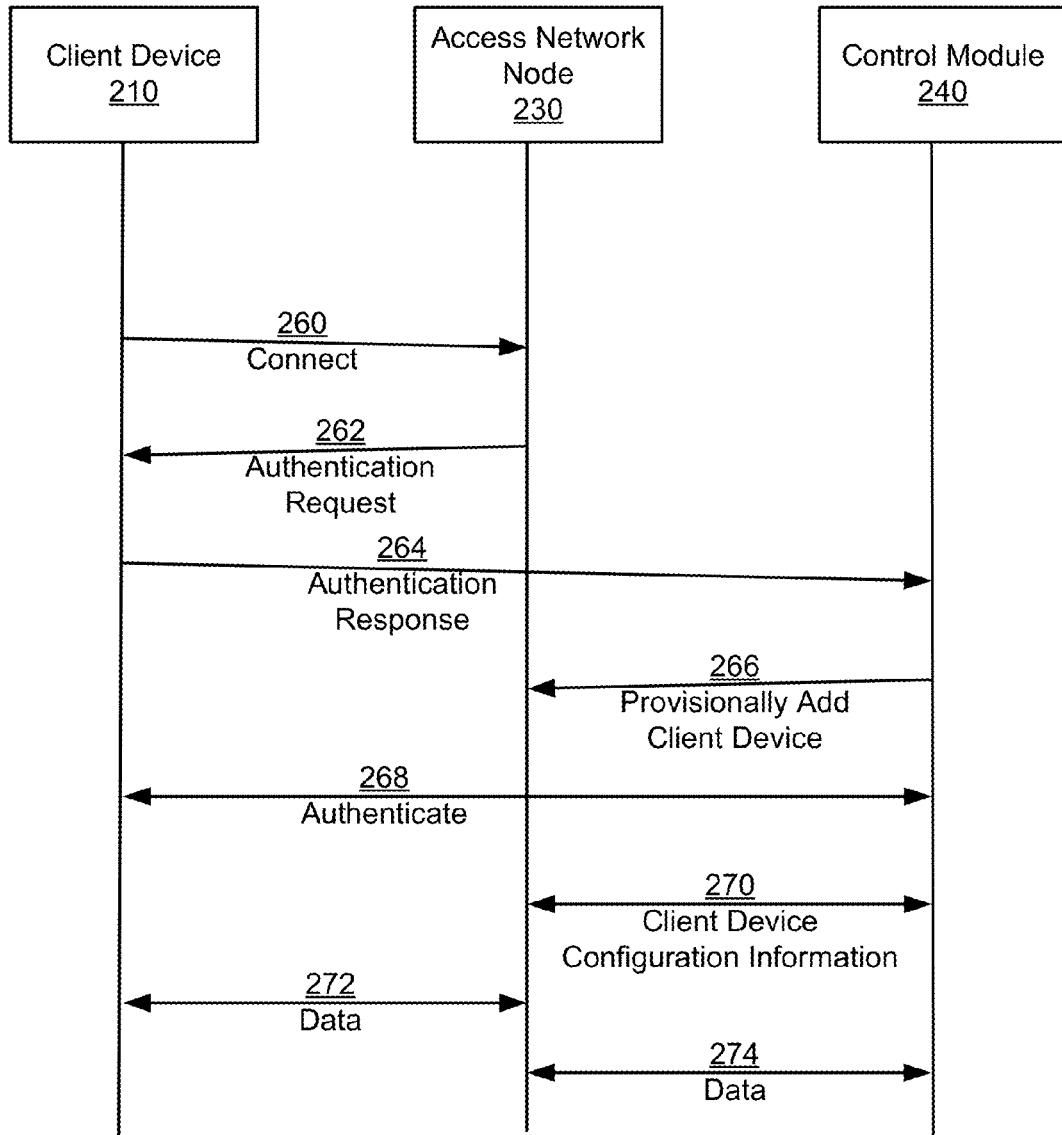 Client Device
210
Access Network
Node
230
Control Module
240
260
Connect
262
Authentication
Request
264
Authentication
Response
266
Provisionally Add
Client Device
268
Authenticate
270
Client Device
Configuration Information
272
Data
274
Data